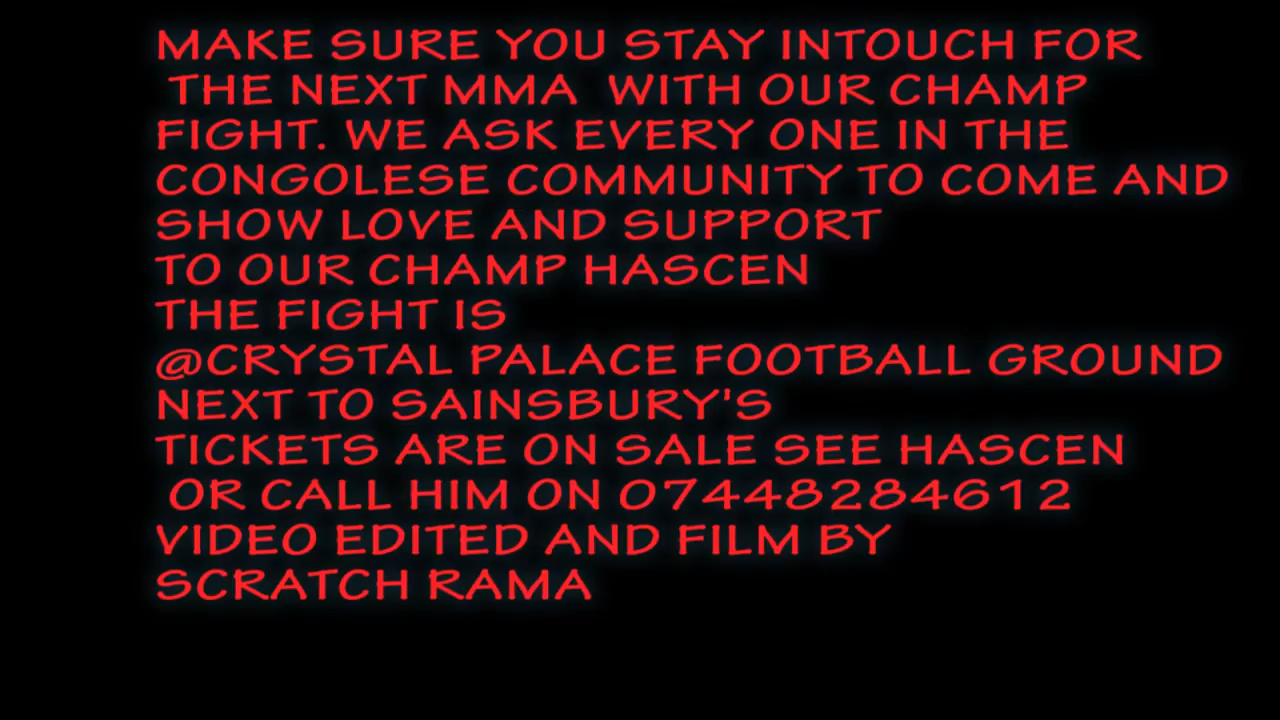 MAKE SURE YOU STAY INTOUCH FOR
THE NEXT MMA WITH OUR CHAMP
FIGHT. WE ASK EVERY ONE IN THE
CONGOLESE COMMUNITY TO COME AND
SHOW LOVE AND SUPPORT
TO OUR CHAMP HASCEN
THE FIGHT IS
@CRYSTAL PALACE FOOTBALL GROUND
NEXT TO SAINSBURY'S
TICKETS ARE ON SALE SEE HASCEN
OR CALL HIM ON 07448284612
VIDEO EDITED AND FILM BY
SCRATCH RAMA